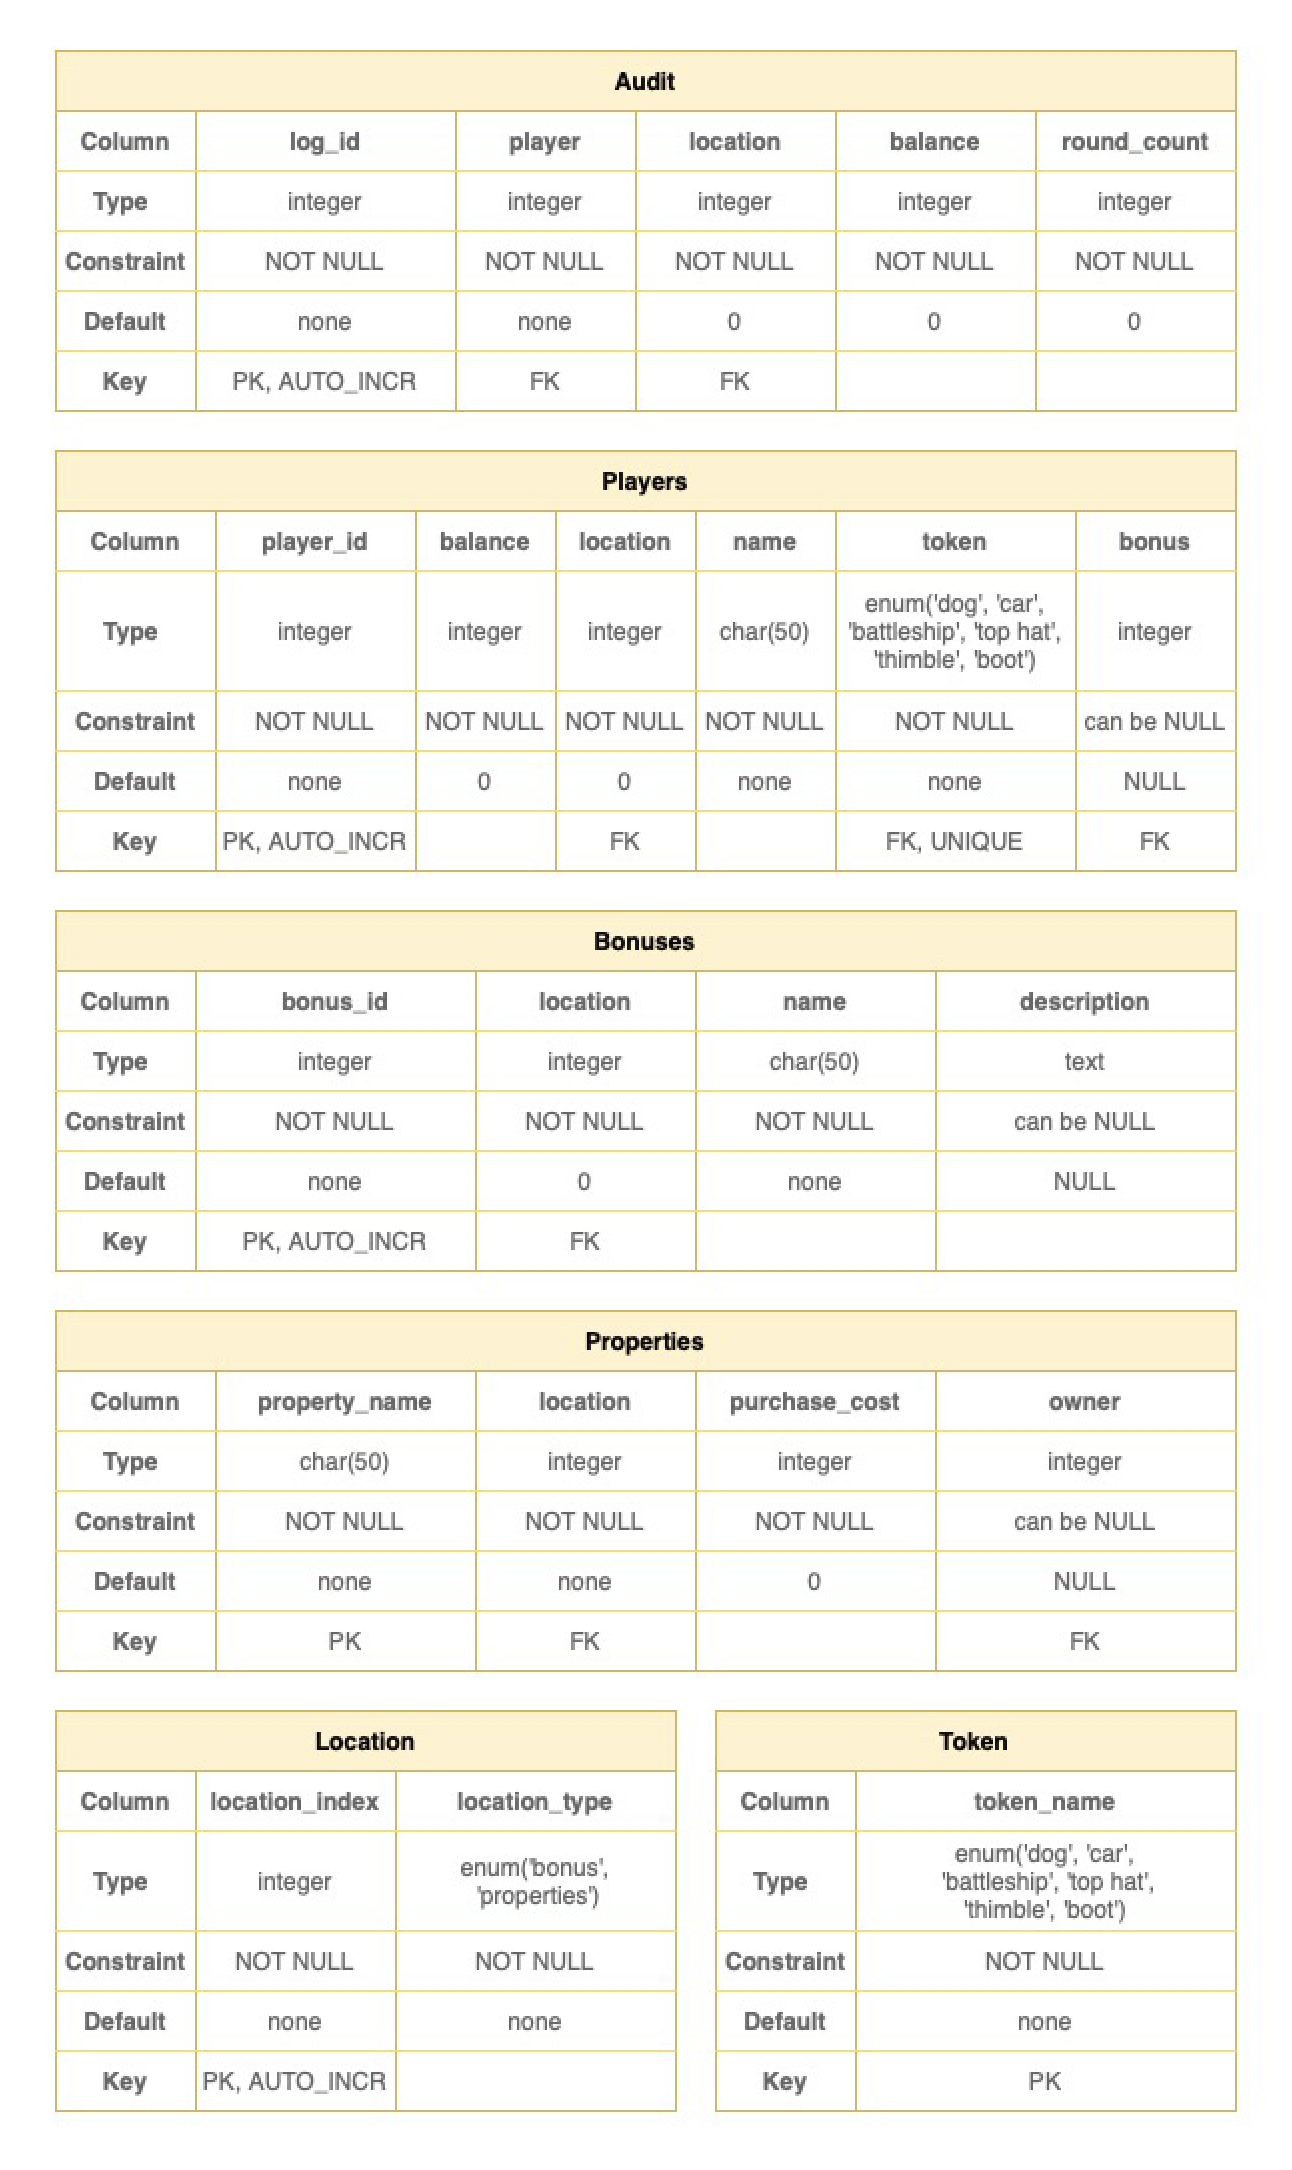 Audit
Column log_id player location balance round_count
Type integer integer integer integer integer
Constraint NOT NULL NOT NULL NOT NULL NOT NULL NOT NULL
Default none none 0 0 0
Key PK, AUTO_INCR FK FK
Players
Column player_id balance location name token bonus
Type integer integer integer char(50) enum('dog', 'car', 'battleship', 'top hat', 'thimble', 'boot') integer
Constraint NOT NULL NOT NULL NOT NULL NOT NULL NOT NULL can be NULL
Default none 0 0 none none NULL
Key PK, AUTO_INCR FK FK, UNIQUE FK
Bonuses
Column bonus_id location name description
Type integer integer char(50) text
Constraint NOT NULL NOT NULL NOT NULL can be NULL
Default none 0 none NULL
Key PK, AUTO_INCR FK
Properties
Column property_name location purchase_cost owner
Type char(50) integer integer integer
Constraint NOT NULL NOT NULL NOT NULL can be NULL
Default none none 0 NULL
Key PK FK FK
Location
Column location_index location_type
Type integer enum('bonus', 'properties')
Constraint NOT NULL NOT NULL
Default none none
Key PK, AUTO_INCR
Token
Column token_name
Type enum('dog', 'car', 'battleship', 'top hat', 'thimble', 'boot')
Constraint NOT NULL
Default none
Key PK